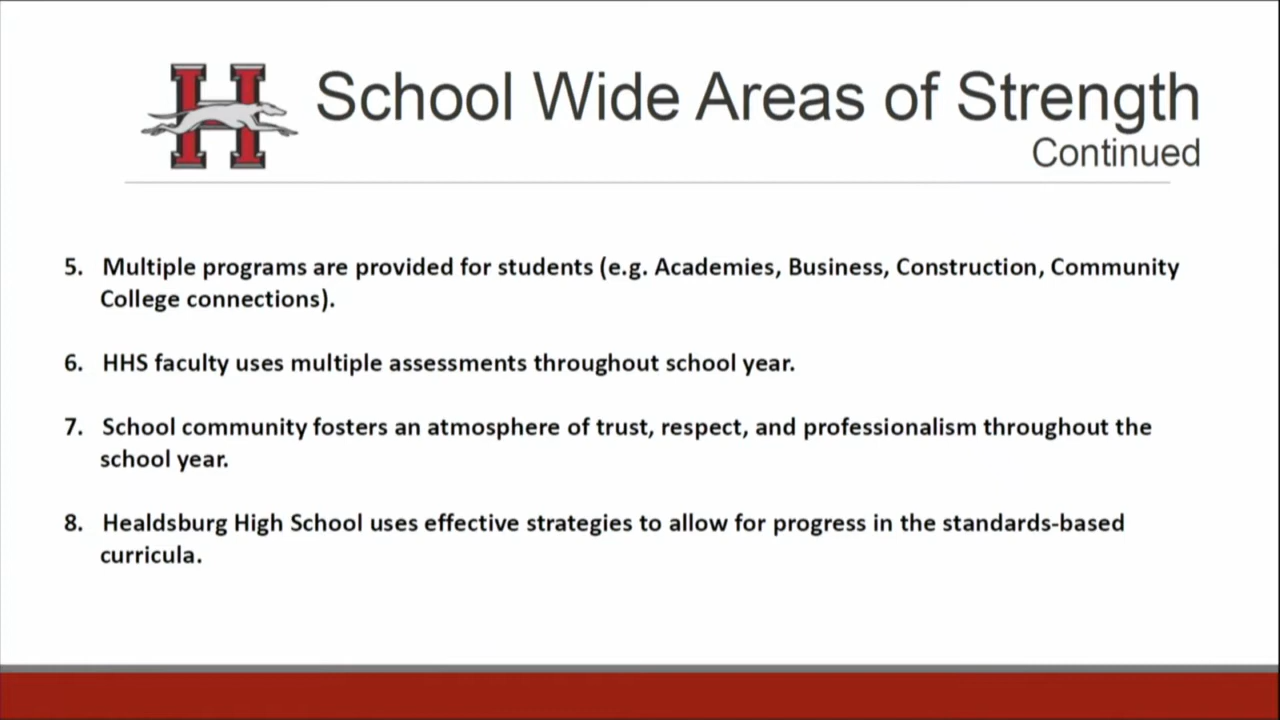 H
School Wide Areas of Strength
Continued
5. Multiple programs are provided for students (e.g. Academies, Business, Construction, Community
College connections).
6. HHS faculty uses multiple assessments throughout school year.
7. School community fosters an atmosphere of trust, respect, and professionalism throughout the
school year.
8. Healdsburg High School uses effective strategies to allow for progress in the standards-based
curricula.